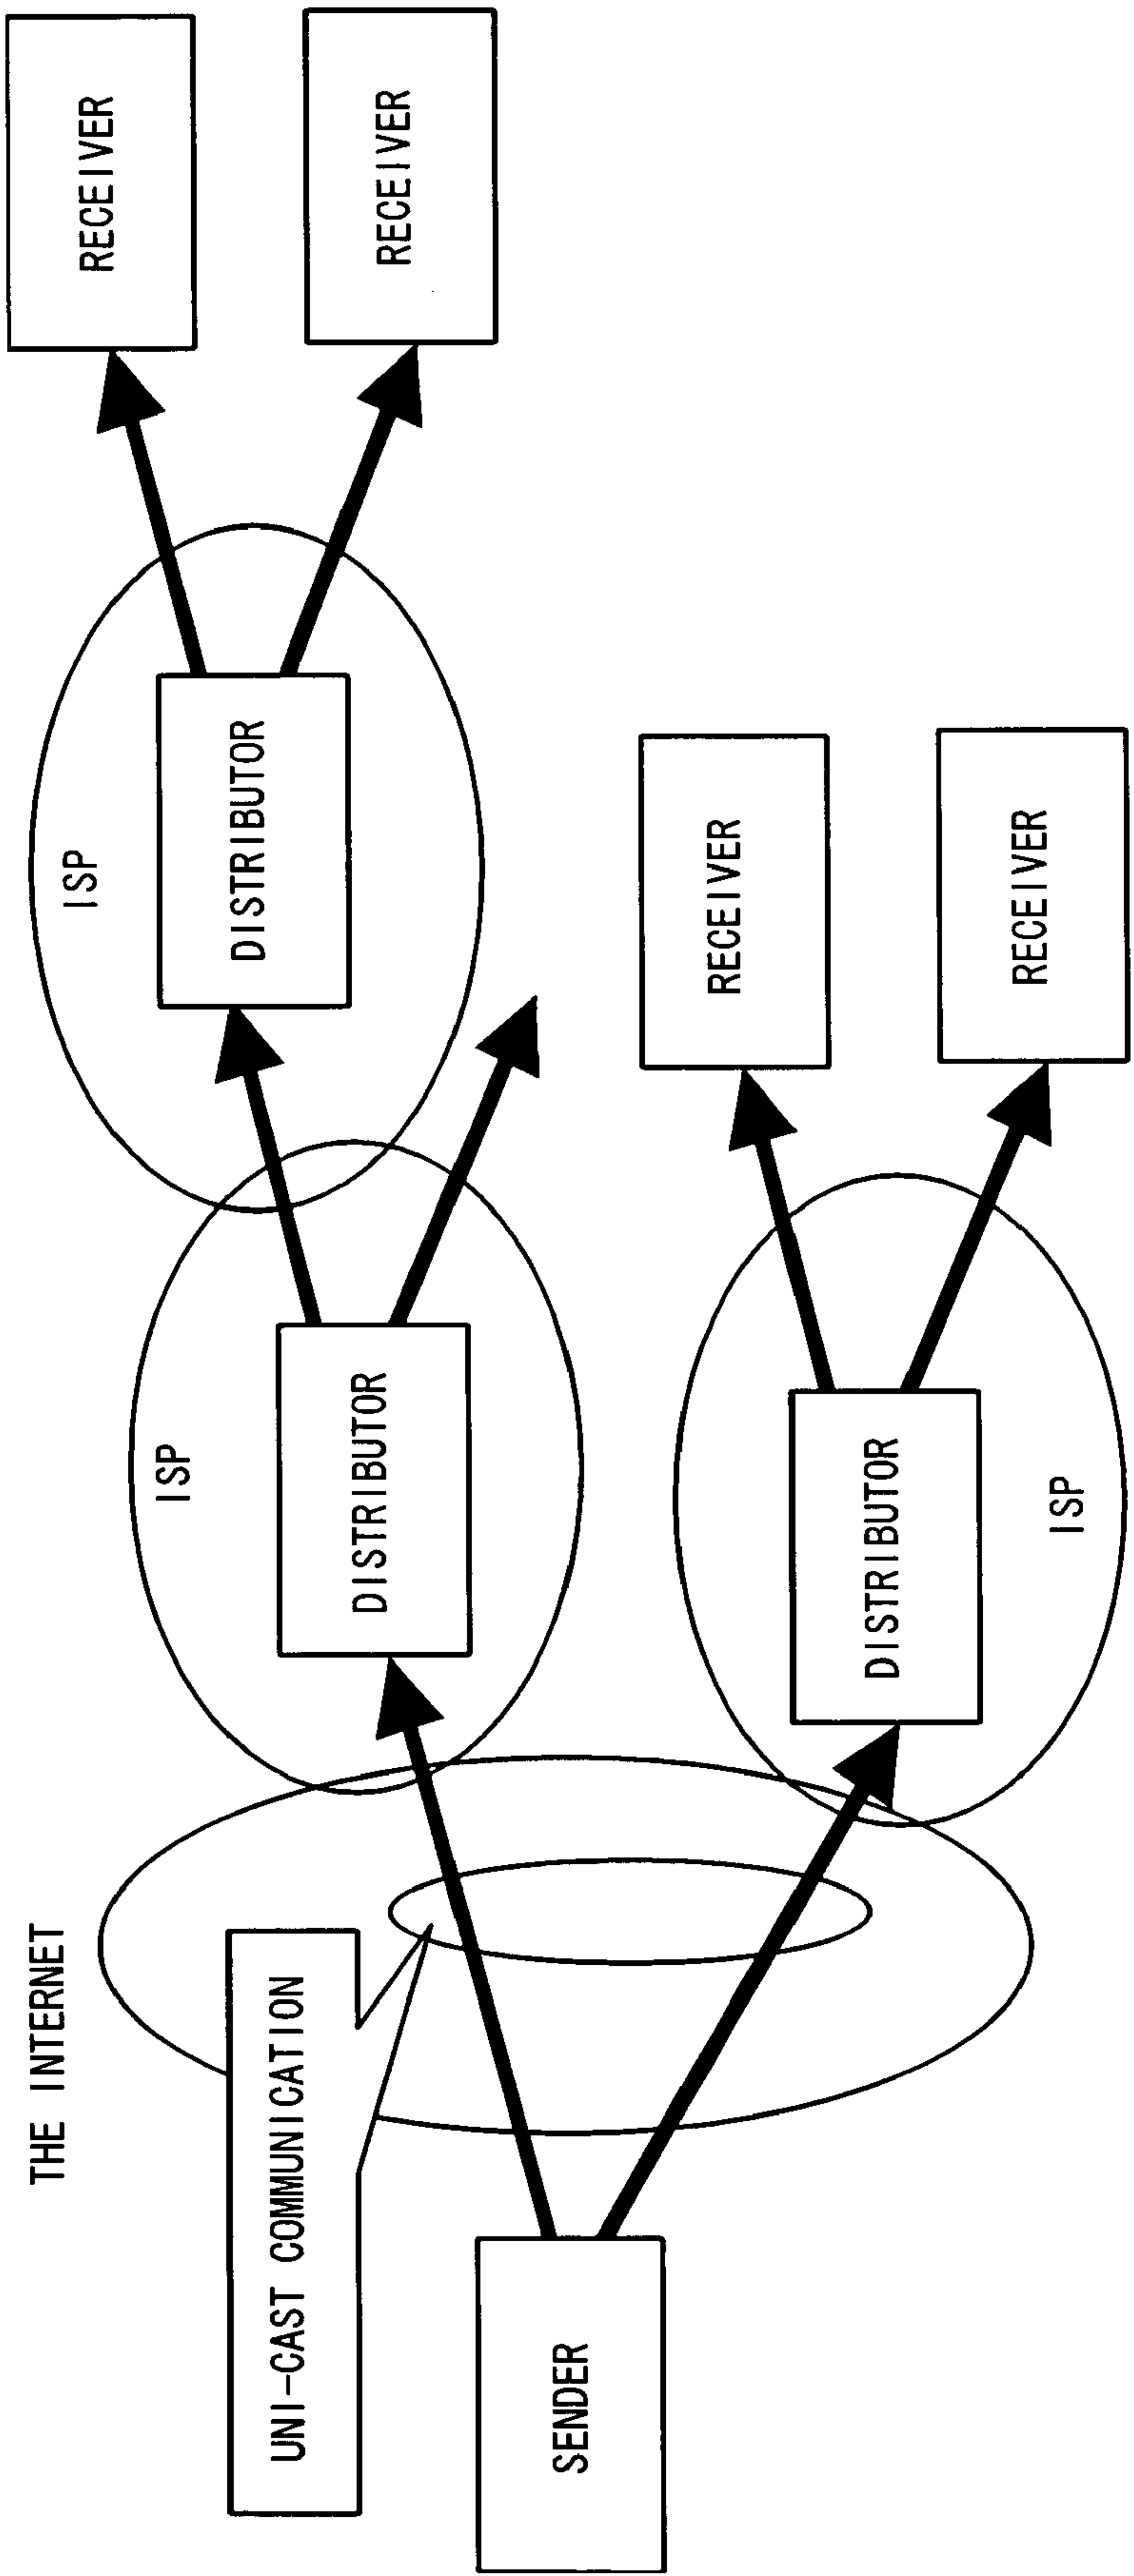 THE INTERNET
UNI-CAST COMMUNICATION
SENDER
ISP
DISTRIBUTOR
ISP
DISTRIBUTOR
RECEIVER
RECEIVER
DISTRIBUTOR
ISP
RECEIVER
RECEIVER